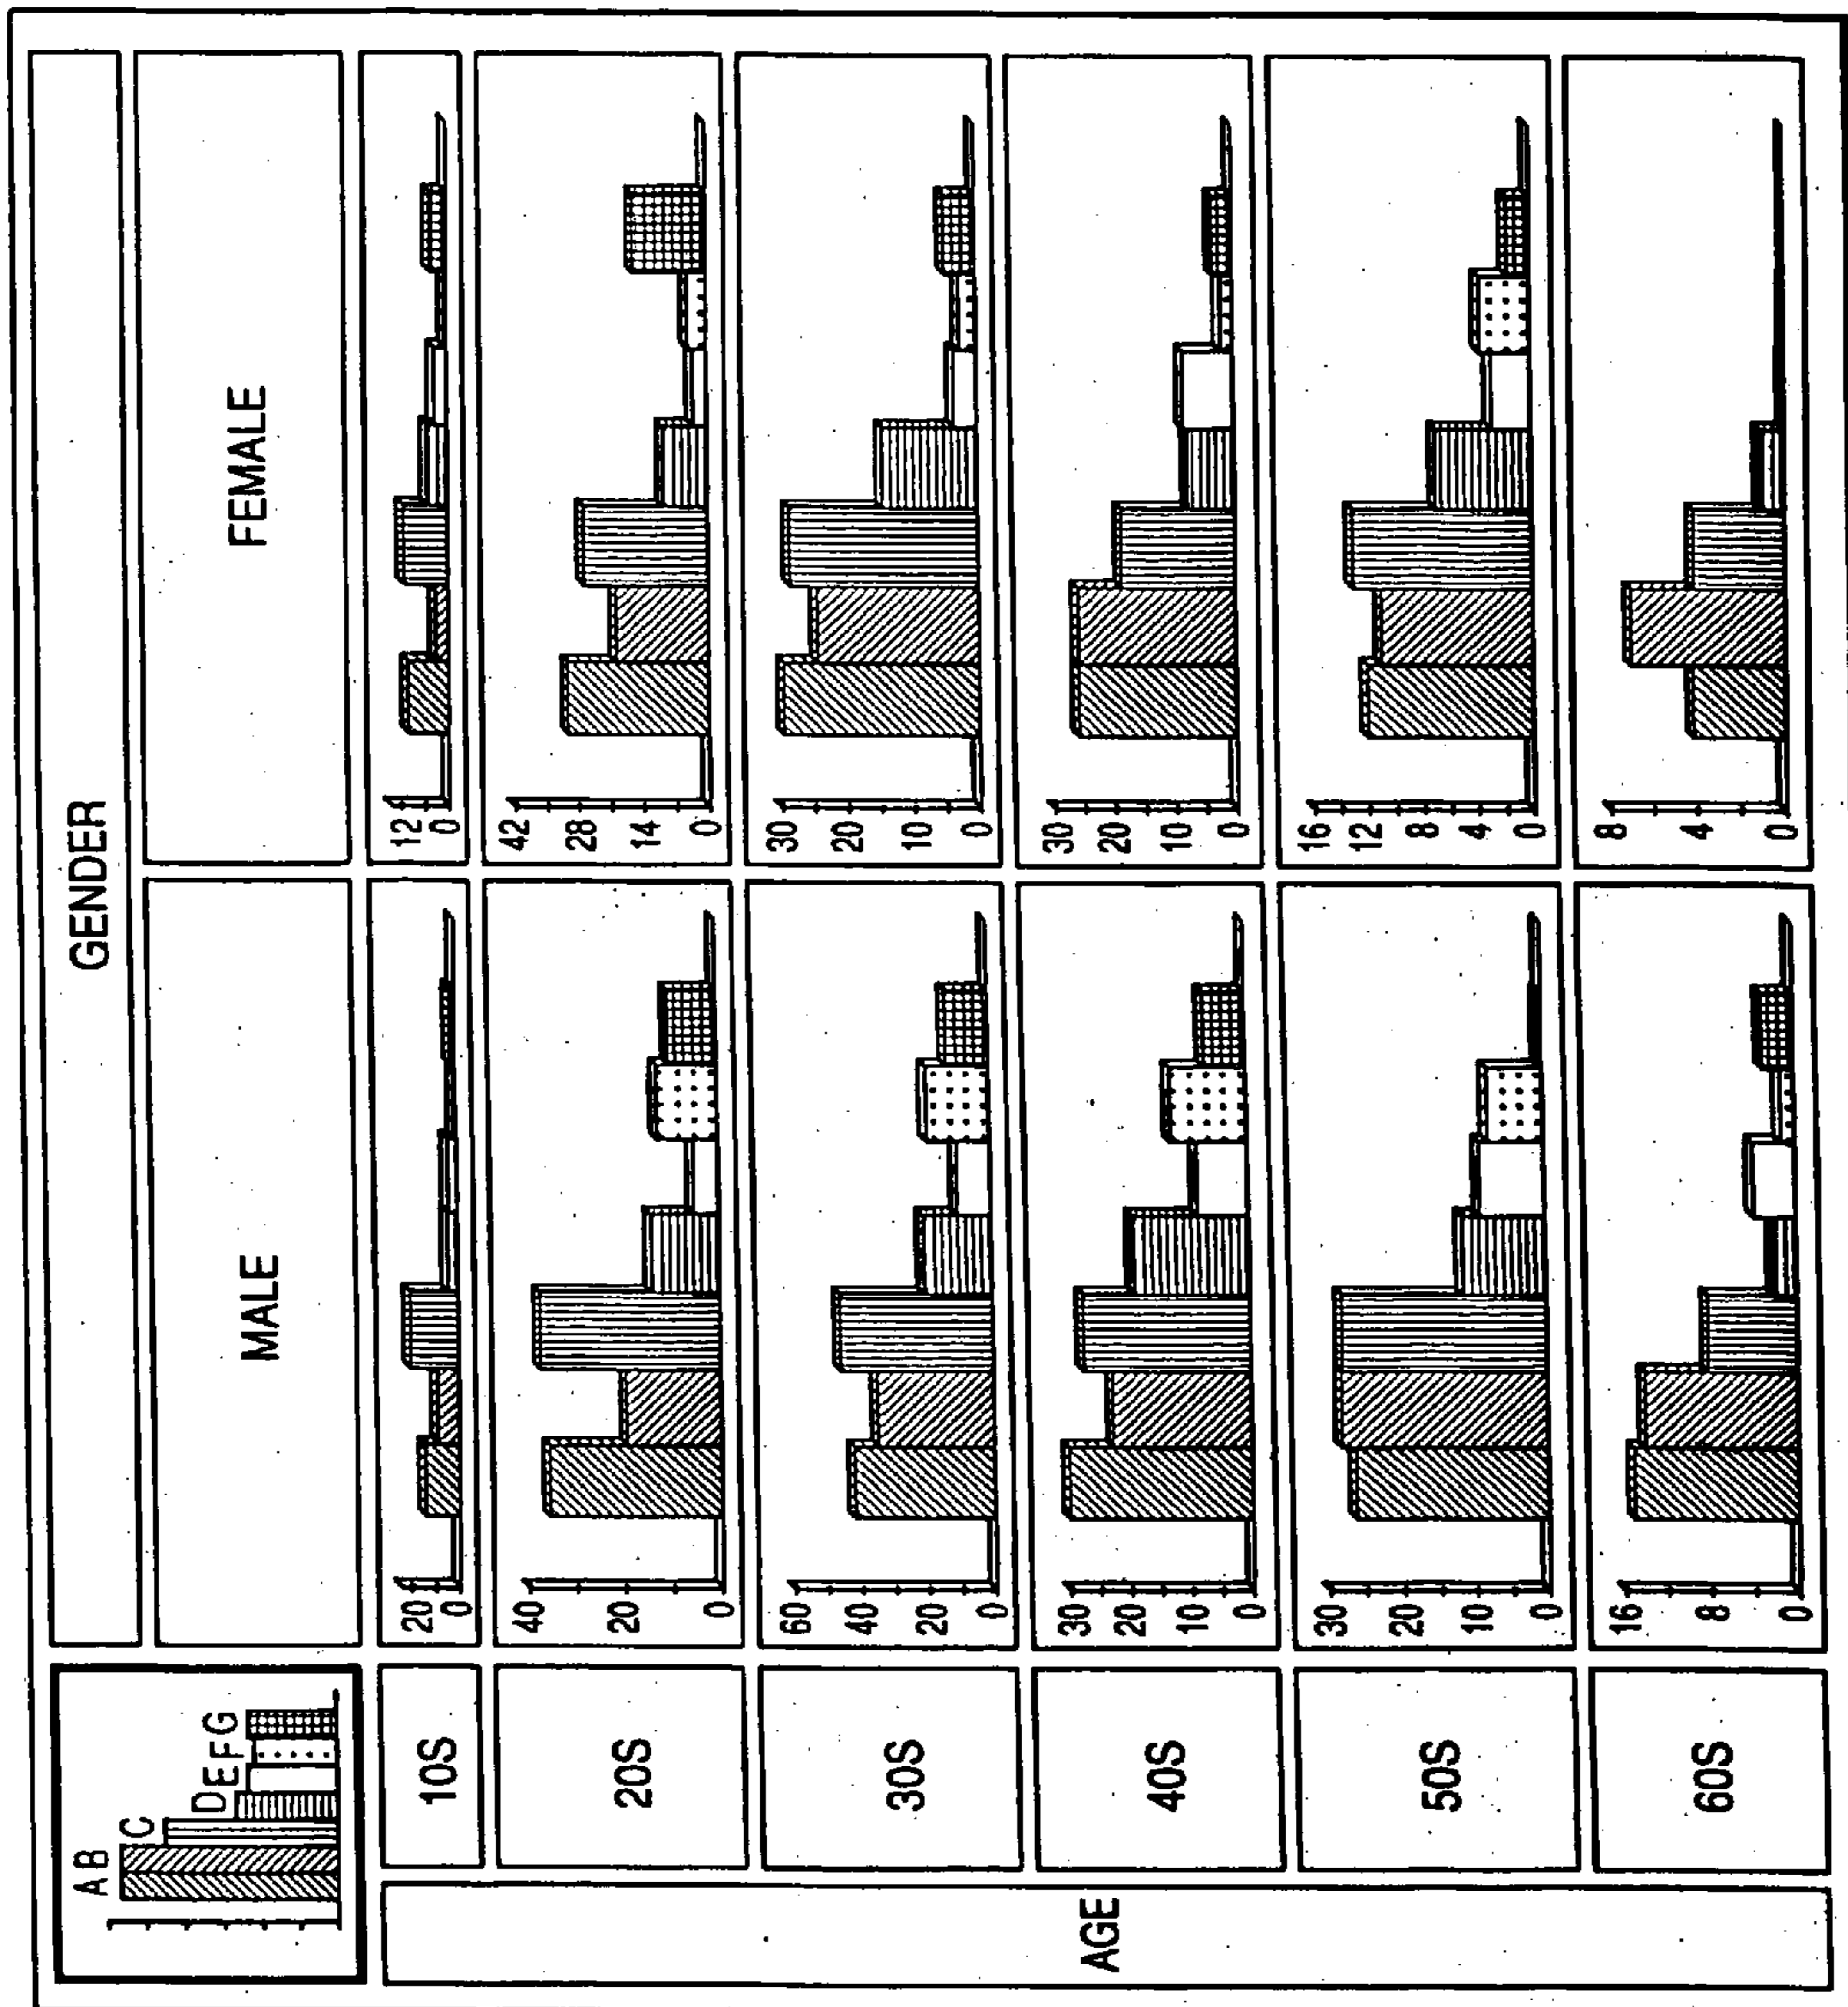 GENDER
MALE FEMALE
A B C D E F G
AGE
10S
20 0
12 0
20S
40 20 0
42 28 14 0
30S
60 40 20 0
30 20 10 0
40S
30 20 10 0
30 20 10 0
50S
30 20 10 0
16 12 8 4 0
60S
16 8 0
8 4 0